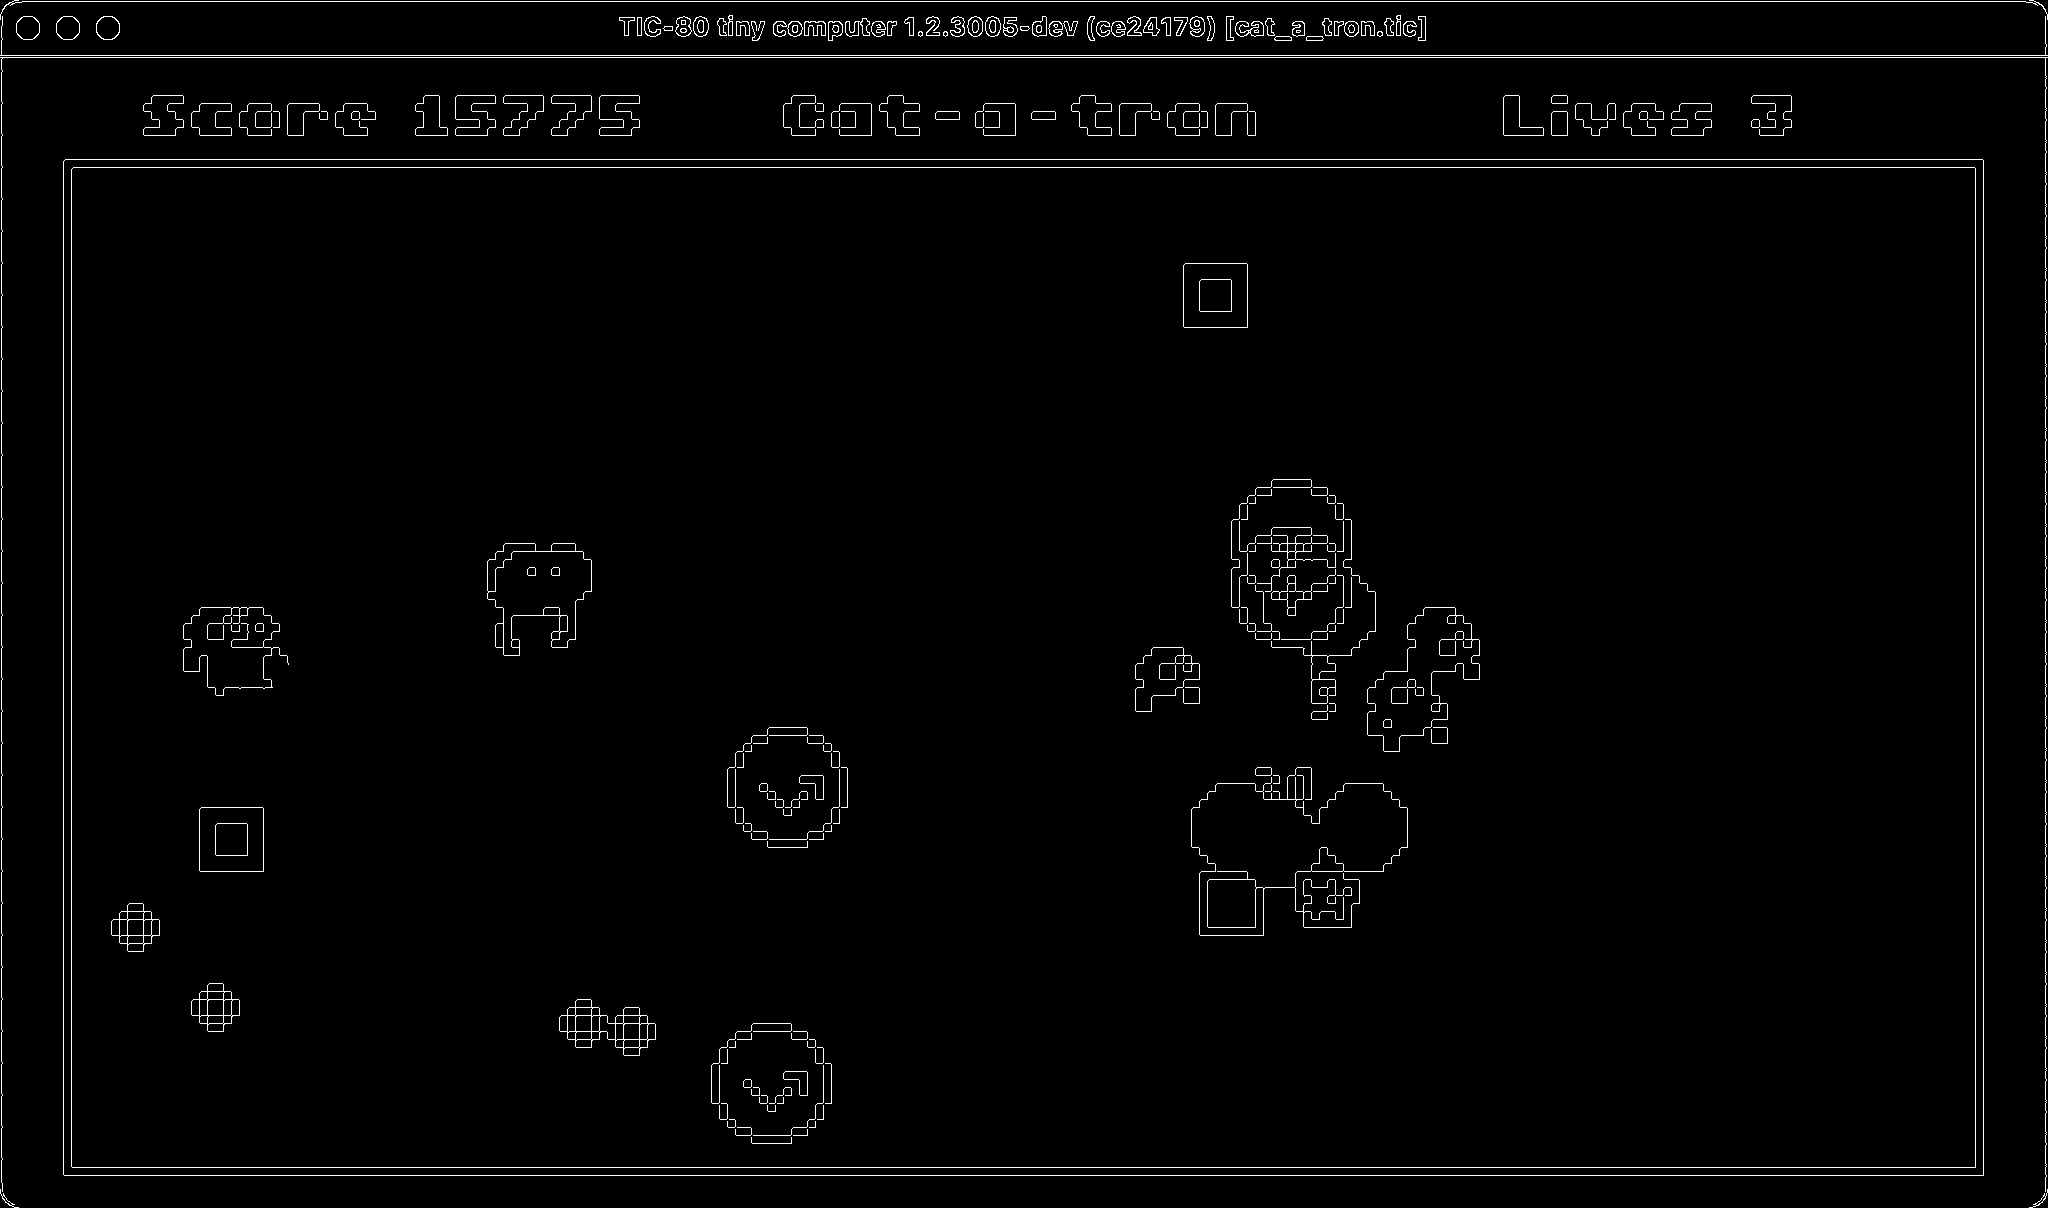 TIC-80 tiny computer 1.2.3005-dev (ce24179) [cat_a_tron.tic]
Score 15775 Cat-a-tron Lives 3